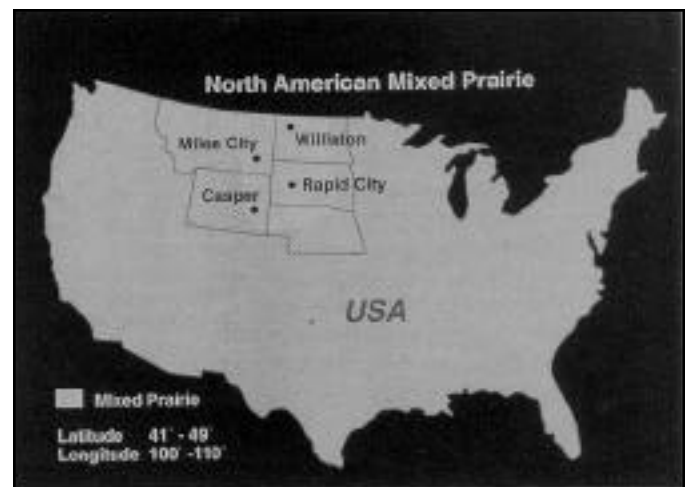 North American Mixed Prairie
Miles City
Williston
Casper
Rapid City
USA
Mixed Prairie
Latitude 41° - 49°
Longitude 100° -110°